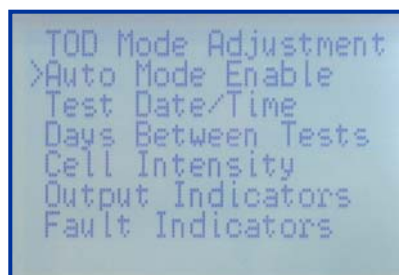 TOD Mode Adjustment
>Auto Mode Enable
Test Date/Time
Days Between Tests
Cell Intensity
Output Indicators
Fault Indicators